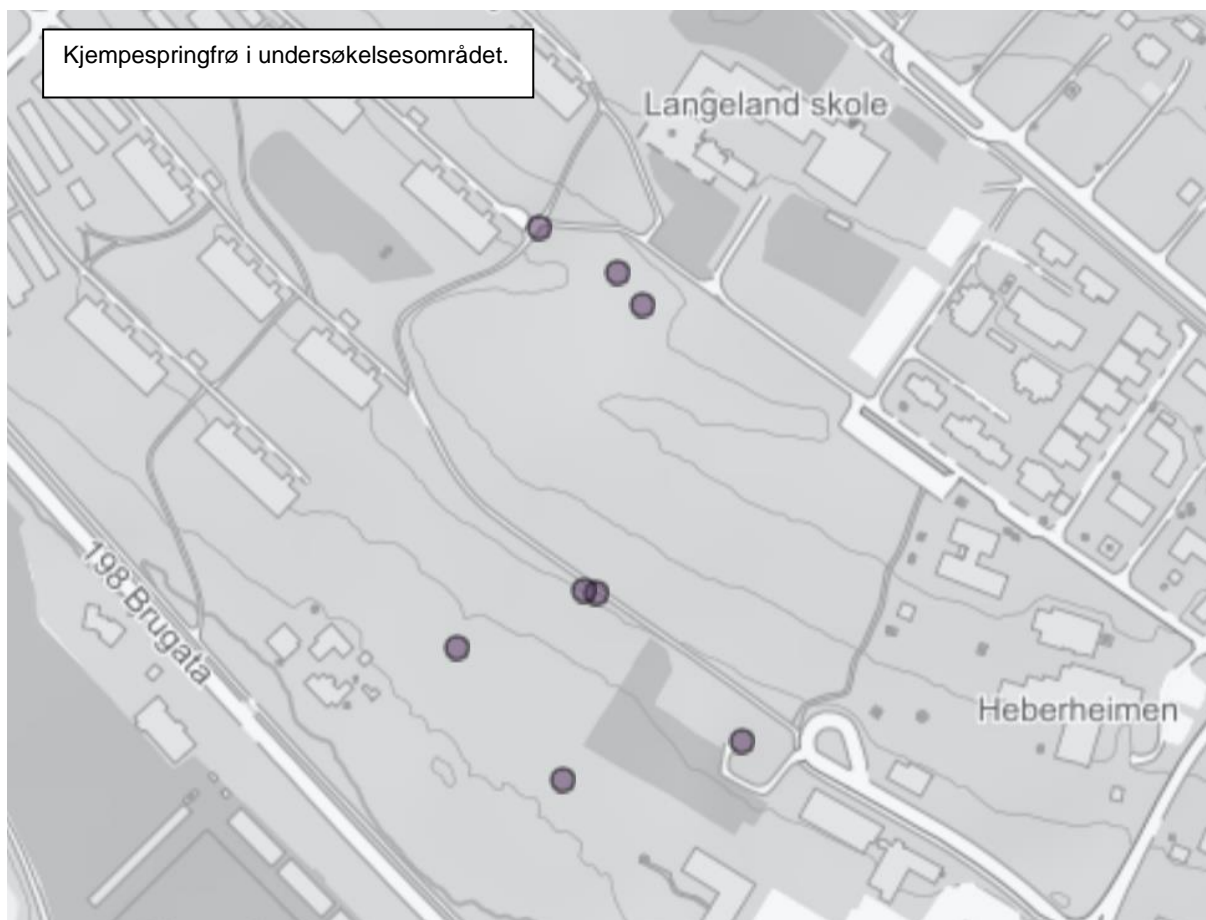 Kjempespringfrø i undersøkelsesområdet.
Langeland skole
198 Brugata
Heberheimen